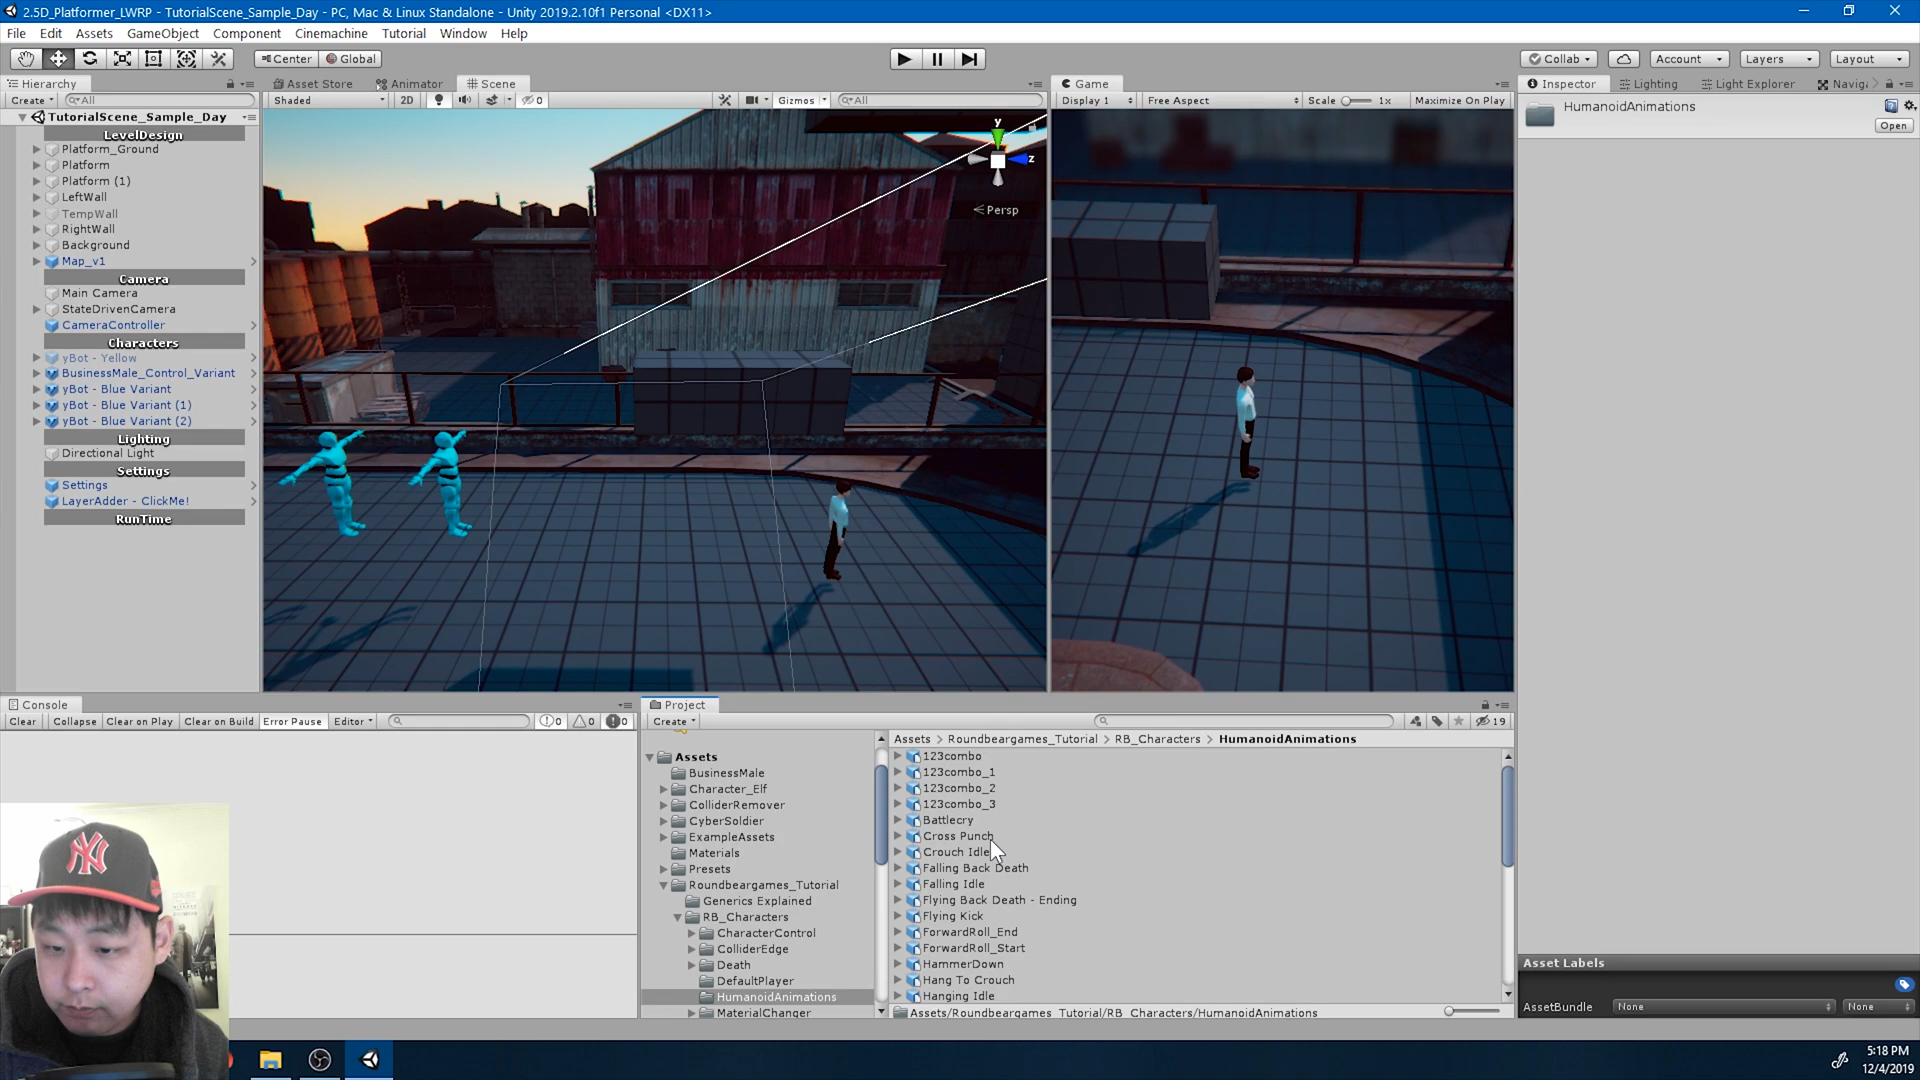 2.5D_Platformer_LWRP - TutorialScene_Sample_Day - PC, Mac & Linux Standalone - Unity 2019.2.10f1 Personal <DX11>
File Edit Assets GameObject Component Cinemachine Tutorial Window Help
Center Global Collab Account Layers Layout
Hierarchy
Create All
TutorialScene_Sample_Day
LevelDesign
Platform_Ground
Platform
Platform (1)
LeftWall
TempWall
RightWall
Background
Map_v1
Camera
Main Camera
StateDrivenCamera
CameraController
Characters
yBot - Yellow
BusinessMale_Control_Variant
yBot - Blue Variant
yBot - Blue Variant (1)
yBot - Blue Variant (2)
Lighting
Directional Light
Settings
Settings
LayerAdder - ClickMe!
RunTime
Asset Store Animator Scene
Shaded 2D 0 Gizmos All
y
z
Persp
Game
Display 1 Free Aspect Scale 1x Maximize On Play
Inspector Lighting Light Explorer Naviga
HumanoidAnimations
Open
Console
Clear Collapse Clear on Play Clear on Build Error Pause Editor 0 0 0
Project
Create 19
Assets
BusinessMale
Character_Elf
ColliderRemover
CyberSoldier
ExampleAssets
Materials
Presets
Roundbeargames_Tutorial
Generics Explained
RB_Characters
CharacterControl
ColliderEdge
Death
DefaultPlayer
HumanoidAnimations
MaterialChanger
Assets > Roundbeargames_Tutorial > RB_Characters > HumanoidAnimations
123combo
123combo_1
123combo_2
123combo_3
Battlecry
Cross Punch
Crouch Idle
Falling Back Death
Falling Idle
Flying Back Death - Ending
Flying Kick
ForwardRoll_End
ForwardRoll_Start
HammerDown
Hang To Crouch
Hanging Idle
Assets/Roundbeargames_Tutorial/RB_Characters/HumanoidAnimations
Asset Labels
AssetBundle None None
5:18 PM
12/4/2019